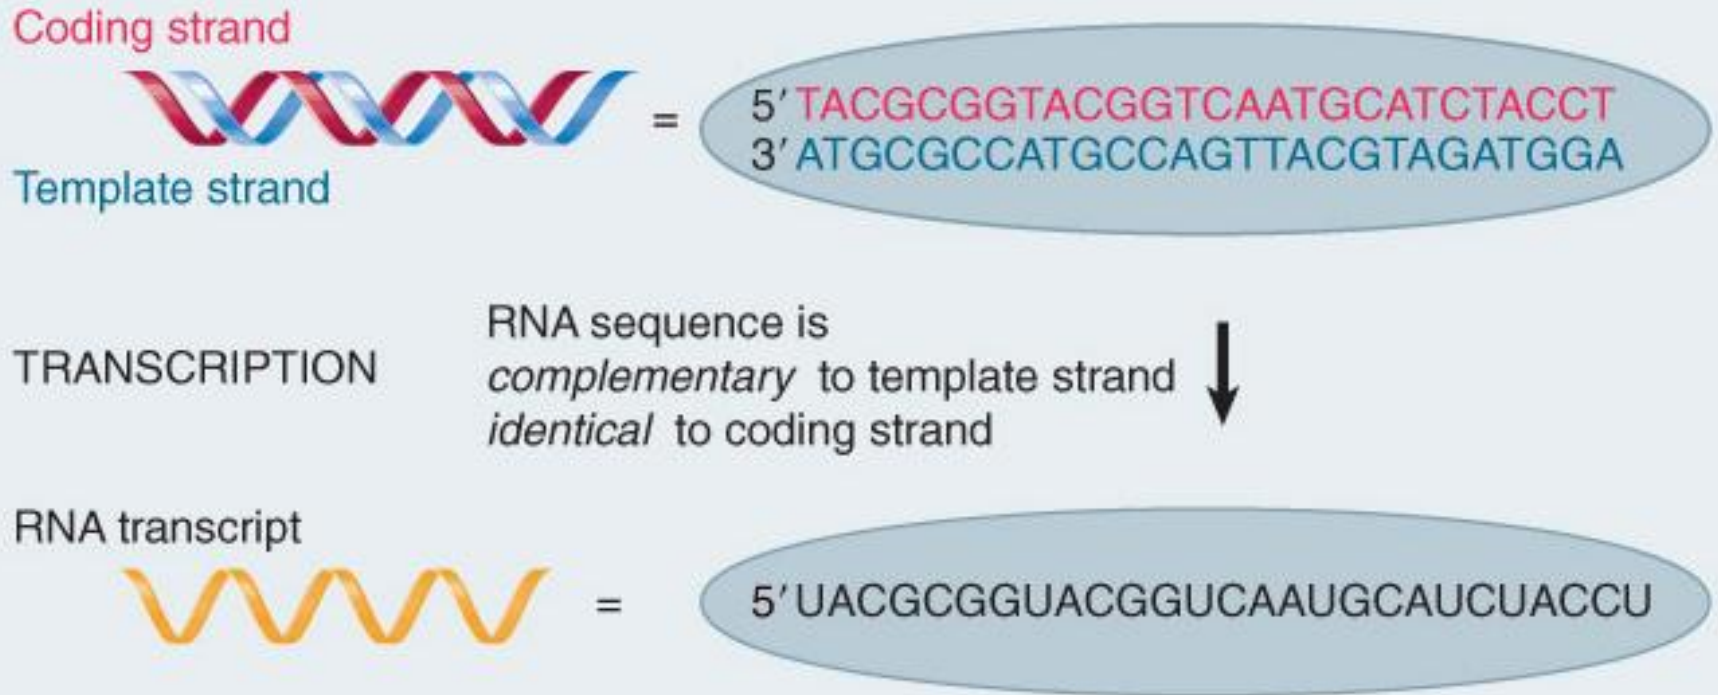 Coding strand
=
5′ TACGCGGTACGGTCAATGCATCTACCT
3′ ATGCGCCATGCCAGTTACGTAGATGGA
Template strand
TRANSCRIPTION
RNA sequence is
complementary to template strand
identical to coding strand
RNA transcript
=
5′ UACGCGGUACGGUCAAUGCAUCUACCU